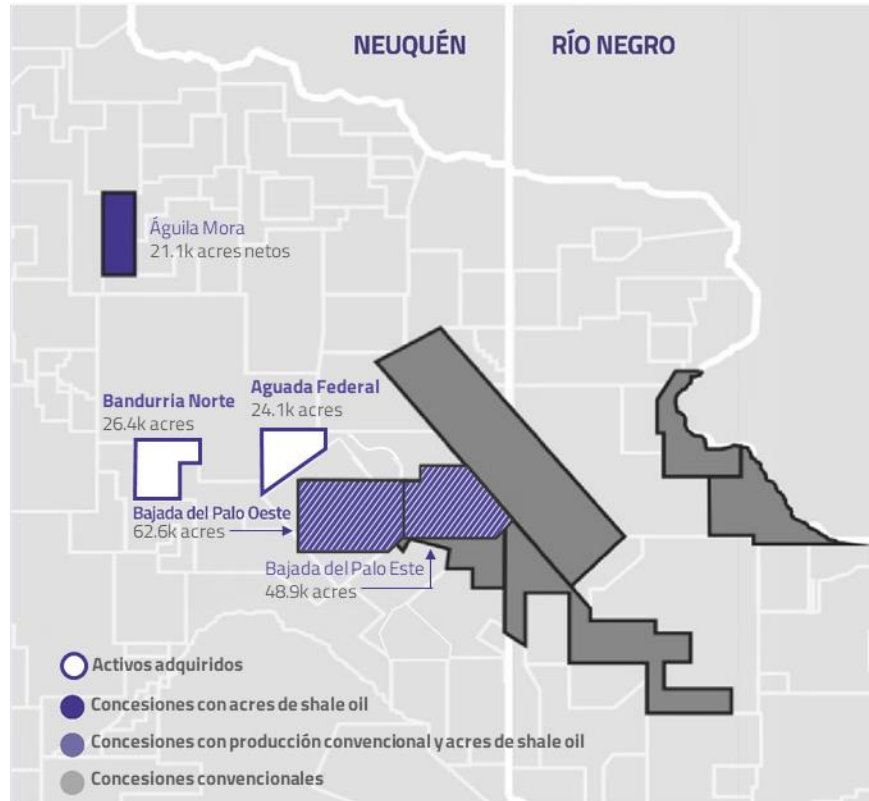 NEUQUÉN
RÍO NEGRO
Águila Mora
21.1k acres netos
Bandurria Norte
26.4k acres
Aguada Federal
24.1k acres
Bajada del Palo Oeste
62.6k acres
Bajada del Palo Este
48.9k acres
Activos adquiridos
Concesiones con acres de shale oil
Concesiones con producción convencional y acres de shale oil
Concesiones convencionales